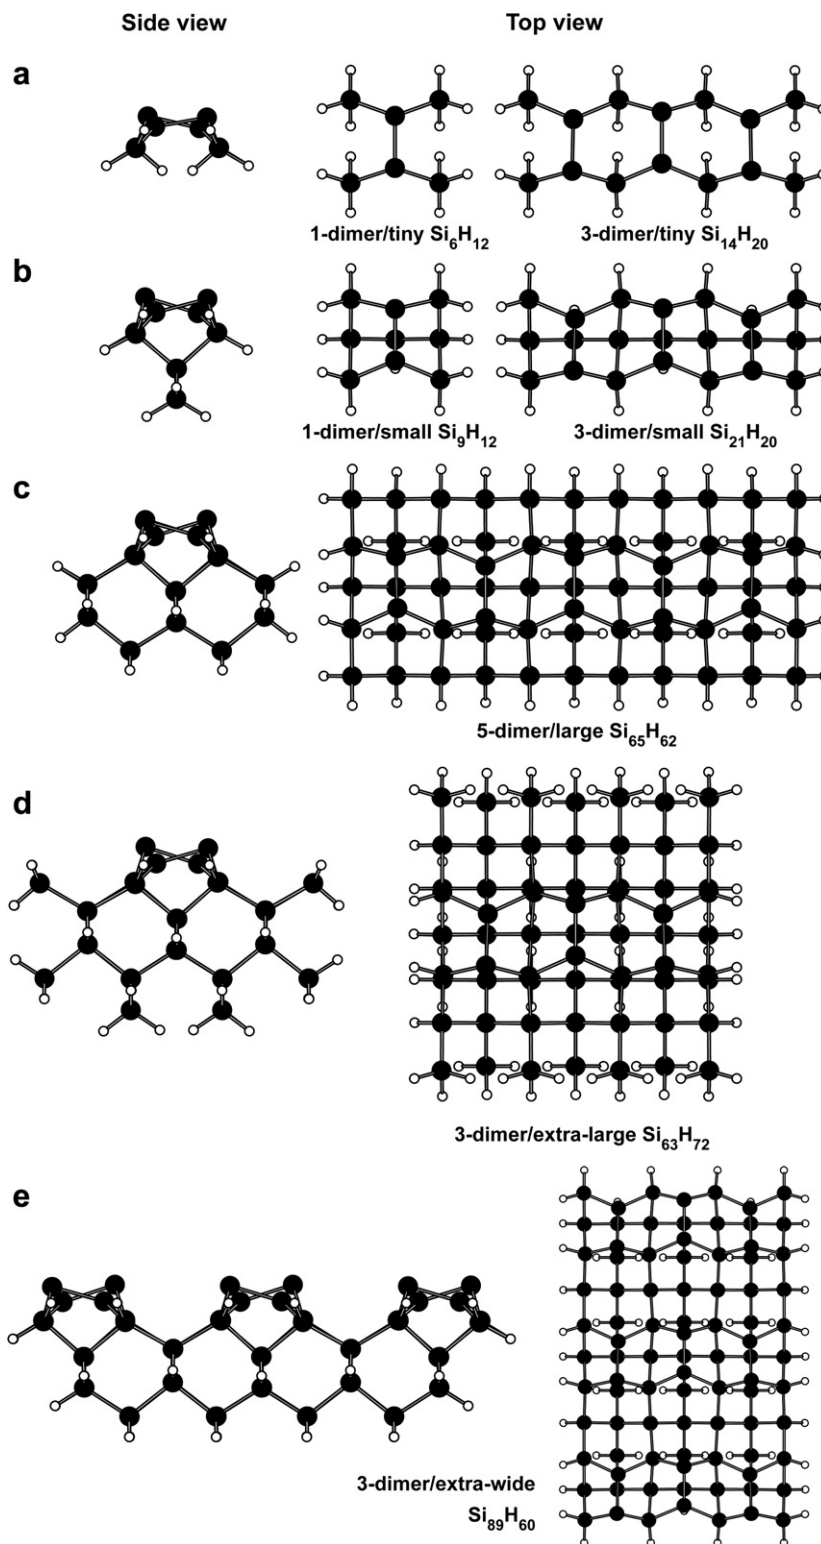 Side view Top view
a
1-dimer/tiny Si₆H₁₂ 3-dimer/tiny Si₁₄H₂₀
b
1-dimer/small Si₉H₁₂ 3-dimer/small Si₂₁H₂₀
c
5-dimer/large Si₆₅H₆₂
d
3-dimer/extra-large Si₆₃H₇₂
e
3-dimer/extra-wide
Si₈₉H₆₀